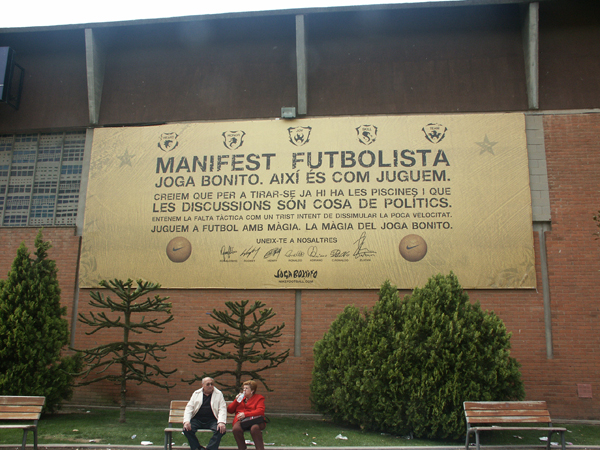 MANIFEST FUTBOLISTA
JOGA BONITO. AIXÍ ÉS COM JUGUEM.
CREIEM QUE PER A TIRAR-SE JA HI HA LES PISCINES I QUE
LES DISCUSSIONS SÓN COSA DE POLÍTICS.
ENTENEM LA FALTA TÀCTICA COM UN TRIST INTENT DE DISSIMULAR LA POCA VELOCITAT.
JUGUEM A FUTBOL AMB MÀGIA. LA MÀGIA DEL JOGA BONITO.
UNEIX-TE A NOSALTRES
JOGA BONITO